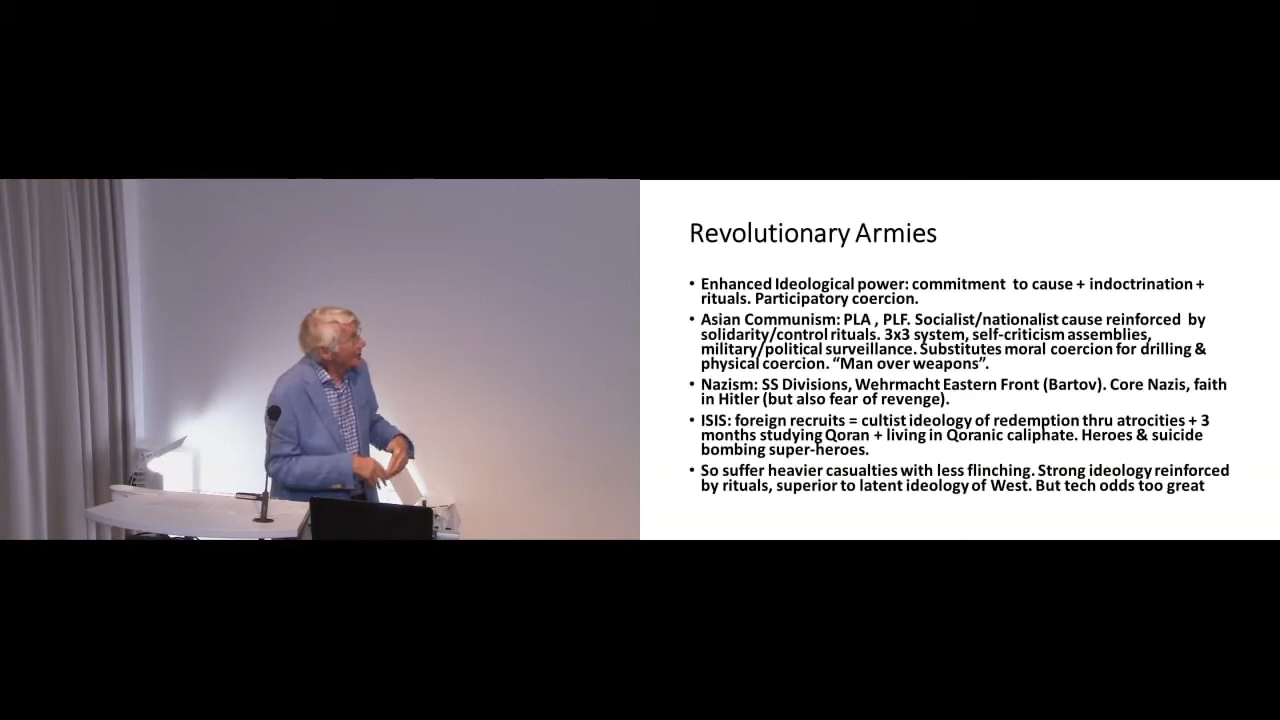 Revolutionary Armies
• Enhanced Ideological power: commitment to cause + indoctrination +
rituals. Participatory coercion.
• Asian Communism: PLA , PLF. Socialist/nationalist cause reinforced by
solidarity/control rituals. 3x3 system, self-criticism assemblies,
military/political surveillance. Substitutes moral coercion for drilling &
physical coercion. “Man over weapons”.
• Nazism: SS Divisions, Wehrmacht Eastern Front (Bartov). Core Nazis, faith
in Hitler (but also fear of revenge).
• ISIS: foreign recruits = cultist ideology of redemption thru atrocities + 3
months studying Qoran + living in Qoranic caliphate. Heroes & suicide
bombing super-heroes.
• So suffer heavier casualties with less flinching. Strong ideology reinforced
by rituals, superior to latent ideology of West. But tech odds too great